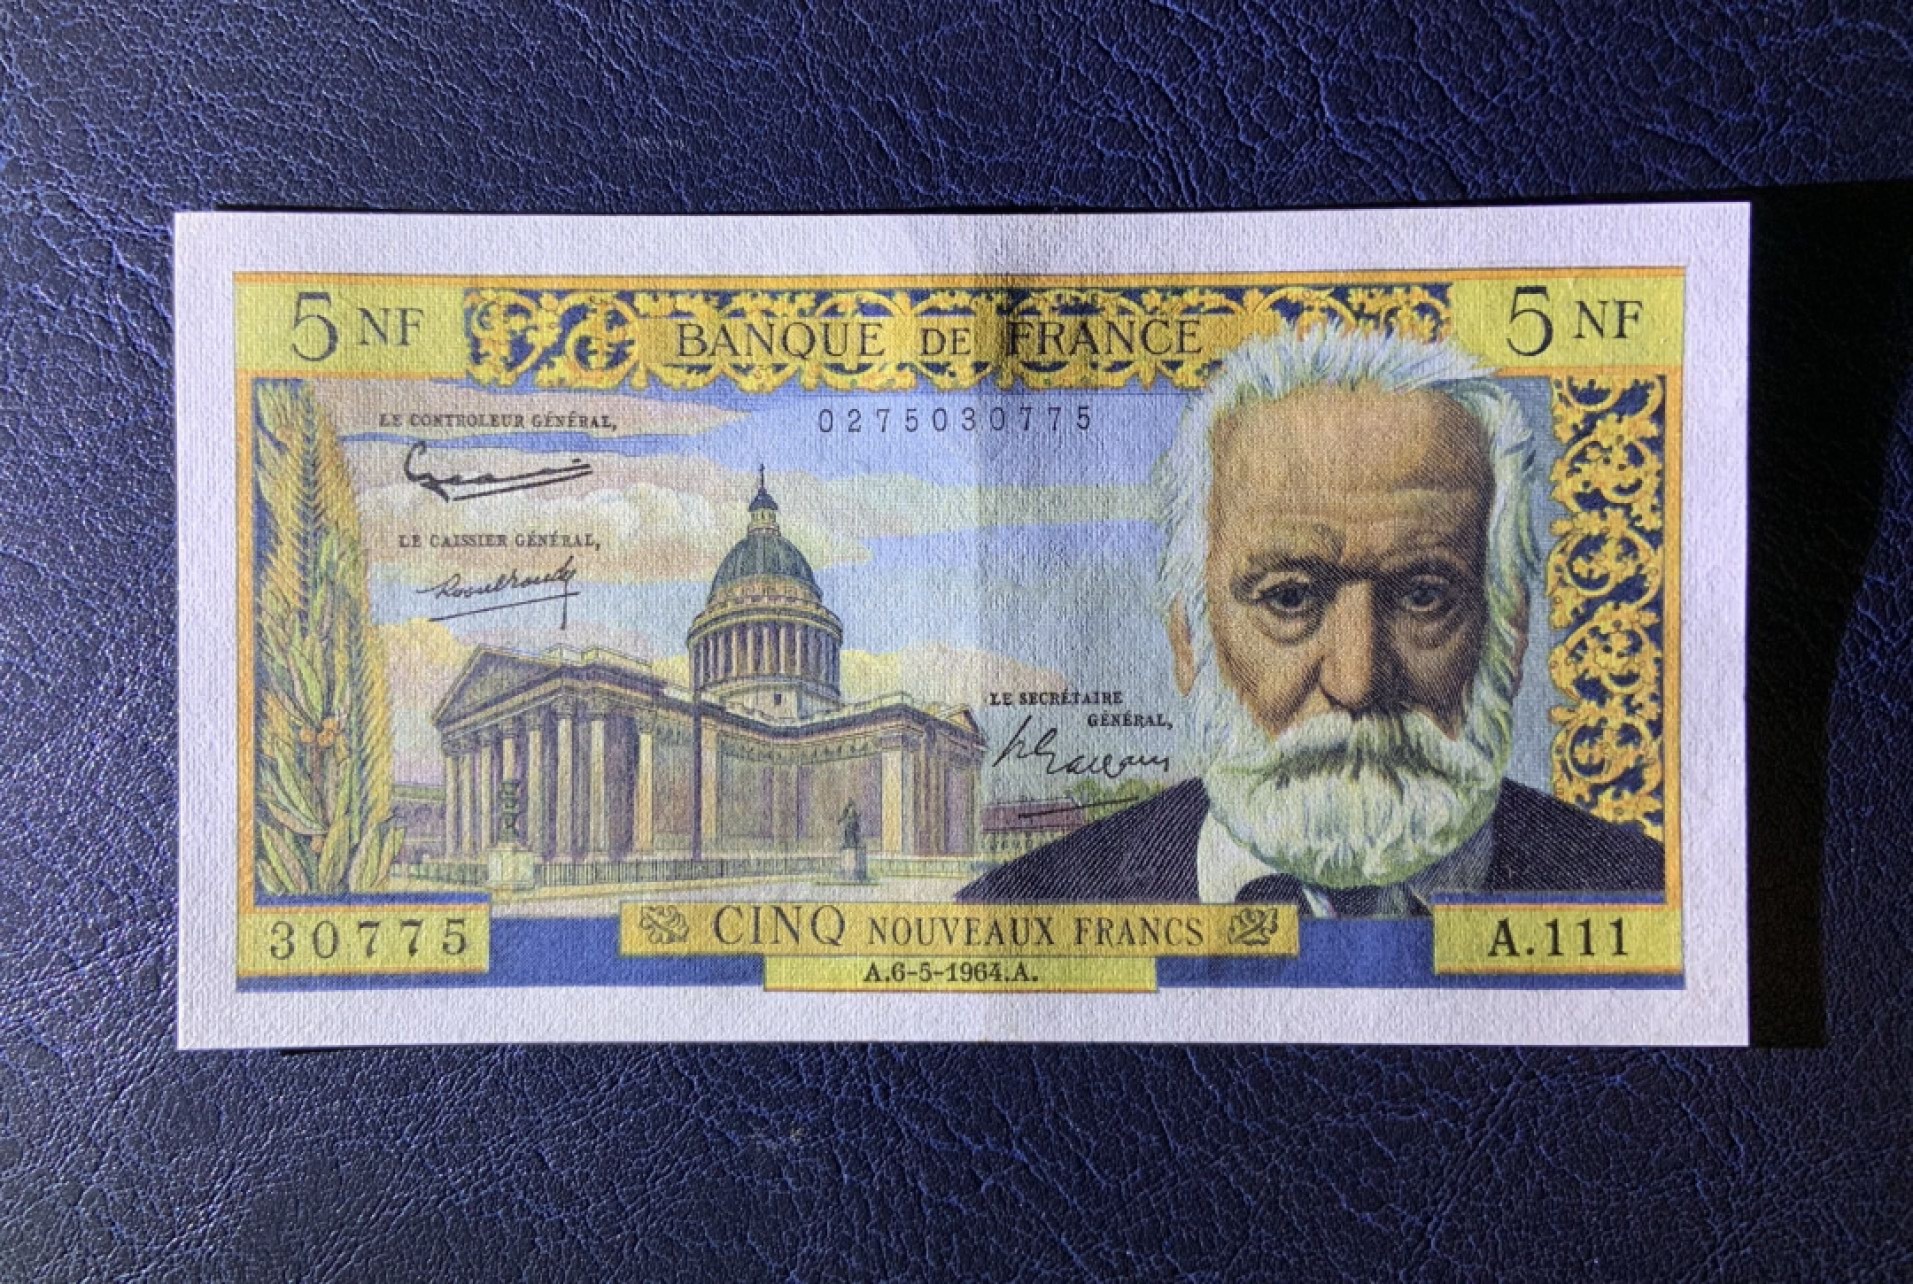 5 NF
BANQUE DE FRANCE
5 NF
LE CONTROLEUR GÉNÉRAL,
0275030775
LE CAISSIER GÉNÉRAL,
LE SECRÉTAIRE
GÉNÉRAL,
30775
CINQ NOUVEAUX FRANCS
A.111
A.6-5-1964.A.